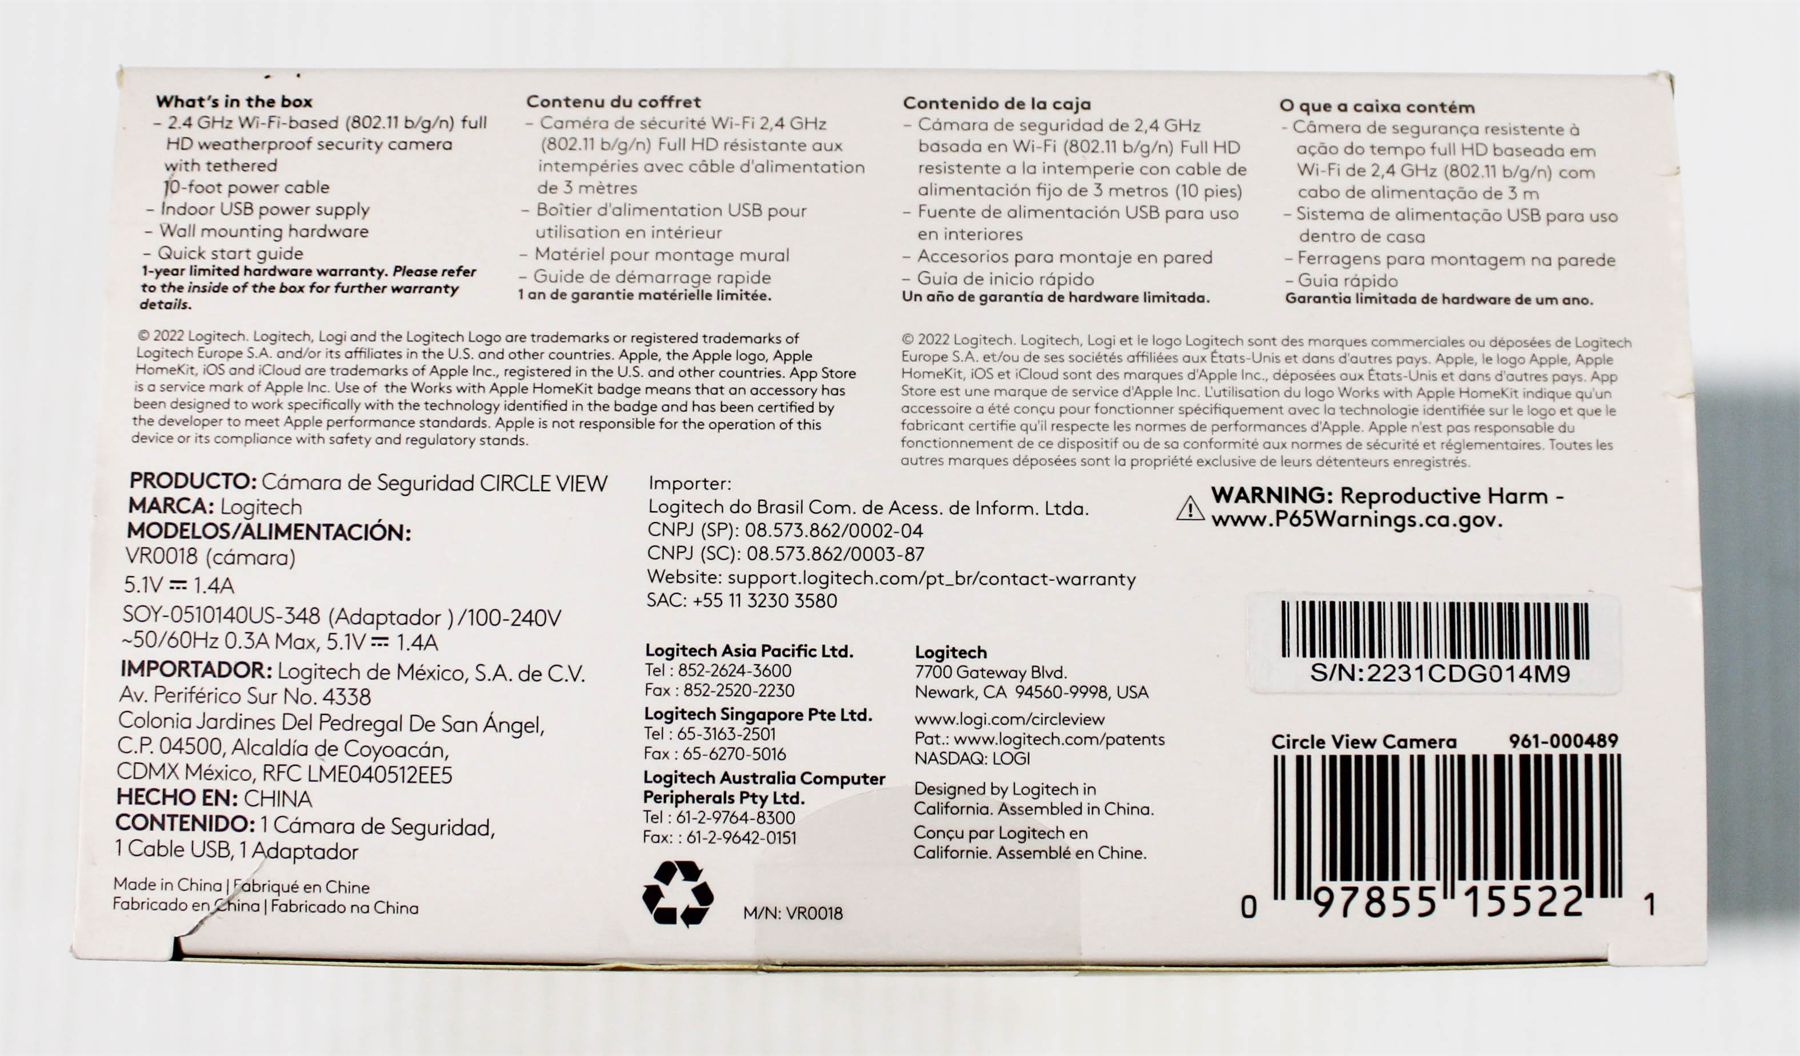 What's in the box
- 2.4 GHz Wi-Fi-based (802.11 b/g/n) full
HD weatherproof security camera
with tethered
10-foot power cable
- Indoor USB power supply
- Wall mounting hardware
- Quick start guide
1-year limited hardware warranty. Please refer
to the inside of the box for further warranty
details.
Contenu du coffret
- Caméra de sécurité Wi-Fi 2,4 GHz
(802.11 b/g/n) Full HD résistante aux
intempéries avec câble d'alimentation
de 3 mètres
- Boîtier d'alimentation USB pour
utilisation en intérieur
- Matériel pour montage mural
- Guide de démarrage rapide
1 an de garantie matérielle limitée.
Contenido de la caja
- Cámara de seguridad de 2,4 GHz
basada en Wi-Fi (802.11 b/g/n) Full HD
resistente a la intemperie con cable de
alimentación fijo de 3 metros (10 pies)
- Fuente de alimentación USB para uso
en interiores
- Accesorios para montaje en pared
- Guía de inicio rápido
Un año de garantía de hardware limitada.
O que a caixa contém
- Câmera de segurança resistente à
ação do tempo full HD baseada em
Wi-Fi de 2,4 GHz (802.11 b/g/n) com
cabo de alimentação de 3 m
- Sistema de alimentação USB para uso
dentro de casa
- Ferragens para montagem na parede
- Guia rápido
Garantia limitada de hardware de um ano.
© 2022 Logitech. Logitech, Logi and the Logitech Logo are trademarks or registered trademarks of
Logitech Europe S.A. and/or its affiliates in the U.S. and other countries. Apple, the Apple logo, Apple
HomeKit, iOS and iCloud are trademarks of Apple Inc., registered in the U.S. and other countries. App Store
is a service mark of Apple Inc. Use of the Works with Apple HomeKit badge means that an accessory has
been designed to work specifically with the technology identified in the badge and has been certified by
the developer to meet Apple performance standards. Apple is not responsible for the operation of this
device or its compliance with safety and regulatory stands.
© 2022 Logitech. Logitech, Logi et le logo Logitech sont des marques commerciales ou déposées de Logitech
Europe S.A. et/ou de ses sociétés affiliées aux États-Unis et dans d'autres pays. Apple, le logo Apple, Apple
HomeKit, iOS et iCloud sont des marques d'Apple Inc., déposées aux États-Unis et dans d'autres pays. App
Store est une marque de service d'Apple Inc. L'utilisation du logo Works with Apple HomeKit indique qu'un
accessoire a été conçu pour fonctionner spécifiquement avec la technologie identifiée sur le logo et que le
fabricant certifie qu'il respecte les normes de performances d'Apple. Apple n'est pas responsable du
fonctionnement de ce dispositif ou de sa conformité aux normes de sécurité et réglementaires. Toutes les
autres marques déposées sont la propriété exclusive de leurs détenteurs enregistrés.
PRODUCTO: Cámara de Seguridad CIRCLE VIEW
MARCA: Logitech
MODELOS/ALIMENTACIÓN:
VR0018 (cámara)
5.1V ⎓ 1.4A
SOY-0510140US-348 (Adaptador )/100-240V
~50/60Hz 0.3A Max, 5.1V ⎓ 1.4A
IMPORTADOR: Logitech de México, S.A. de C.V.
Av. Periférico Sur No. 4338
Colonia Jardines Del Pedregal De San Ángel,
C.P. 04500, Alcaldía de Coyoacán,
CDMX México, RFC LME040512EE5
HECHO EN: CHINA
CONTENIDO: 1 Cámara de Seguridad,
1 Cable USB, 1 Adaptador
Made in China | Fabriqué en Chine
Fabricado en China | Fabricado na China
Importer:
Logitech do Brasil Com. de Acess. de Inform. Ltda.
CNPJ (SP): 08.573.862/0002-04
CNPJ (SC): 08.573.862/0003-87
Website: support.logitech.com/pt_br/contact-warranty
SAC: +55 11 3230 3580
Logitech Asia Pacific Ltd.
Tel : 852-2624-3600
Fax : 852-2520-2230
Logitech Singapore Pte Ltd.
Tel : 65-3163-2501
Fax : 65-6270-5016
Logitech Australia Computer
Peripherals Pty Ltd.
Tel : 61-2-9764-8300
Fax: : 61-2-9642-0151
M/N: VR0018
Logitech
7700 Gateway Blvd.
Newark, CA 94560-9998, USA
www.logi.com/circleview
Pat.: www.logitech.com/patents
NASDAQ: LOGI
Designed by Logitech in
California. Assembled in China.
Conçu par Logitech en
Californie. Assemblé en Chine.
WARNING: Reproductive Harm -
www.P65Warnings.ca.gov.
S/N:2231CDG014M9
Circle View Camera 961-000489
0 97855 15522 1